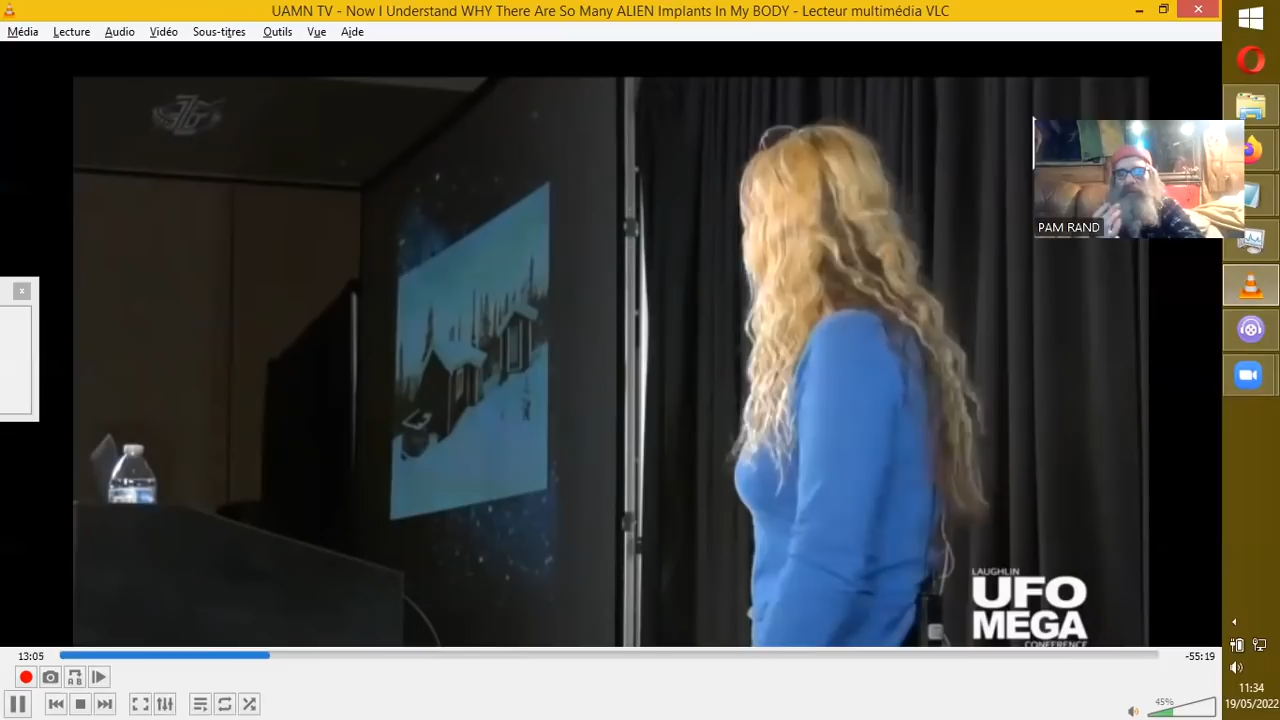 UAMN TV - Now I Understand WHY There Are So Many ALIEN Implants In My BODY - Lecteur multimédia VLC
Média Lecture Audio Vidéo Sous-titres Outils Vue Aide
PAM RAND
LAUGHLIN
UFO
MEGA
CONFERENCE
13:05
-55:19
A B
45%
11:34
19/05/2022